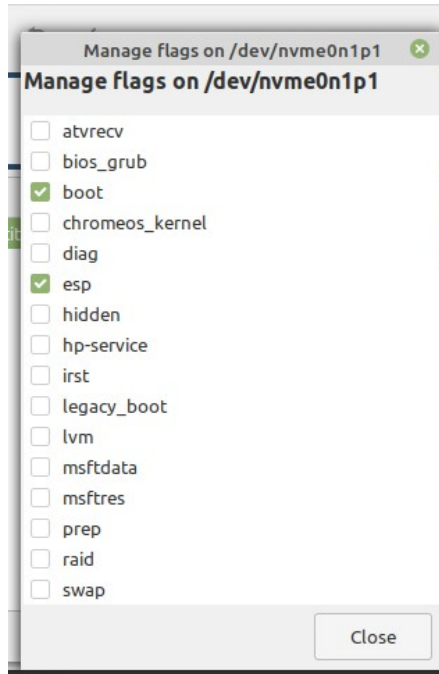 Manage flags on /dev/nvme0n1p1
Manage flags on /dev/nvme0n1p1
atvrecv
bios_grub
boot
chromeos_kernel
diag
esp
hidden
hp-service
irst
legacy_boot
lvm
msftdata
msftres
prep
raid
swap
Close